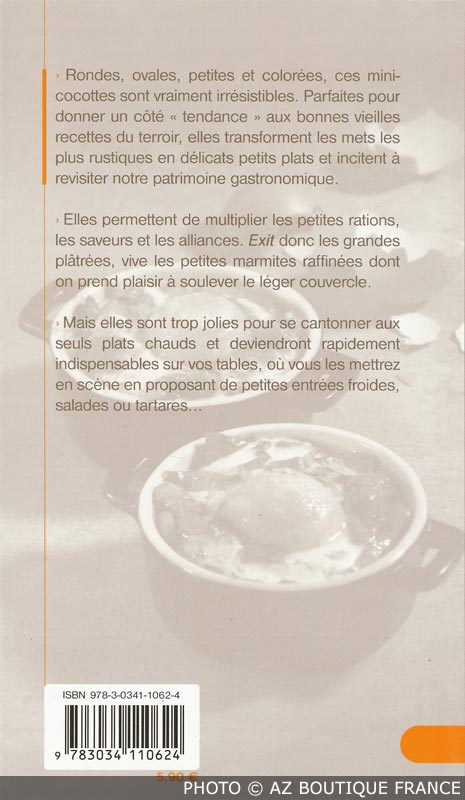 › Rondes, ovales, petites et colorées, ces mini-
cocottes sont vraiment irrésistibles. Parfaites pour
donner un côté « tendance » aux bonnes vieilles
recettes du terroir, elles transforment les mets les
plus rustiques en délicats petits plats et incitent à
revisiter notre patrimoine gastronomique.
› Elles permettent de multiplier les petites rations,
les saveurs et les alliances. Exit donc les grandes
plâtrées, vive les petites marmites raffinées dont
on prend plaisir à soulever le léger couvercle.
› Mais elles sont trop jolies pour se cantonner aux
seuls plats chauds et deviendront rapidement
indispensables sur vos tables, où vous les mettrez
en scène en proposant de petites entrées froides,
salades ou tartares…
ISBN 978-3-0341-1062-4
9 783034 110624
5,90 €
PHOTO © AZ BOUTIQUE FRANCE